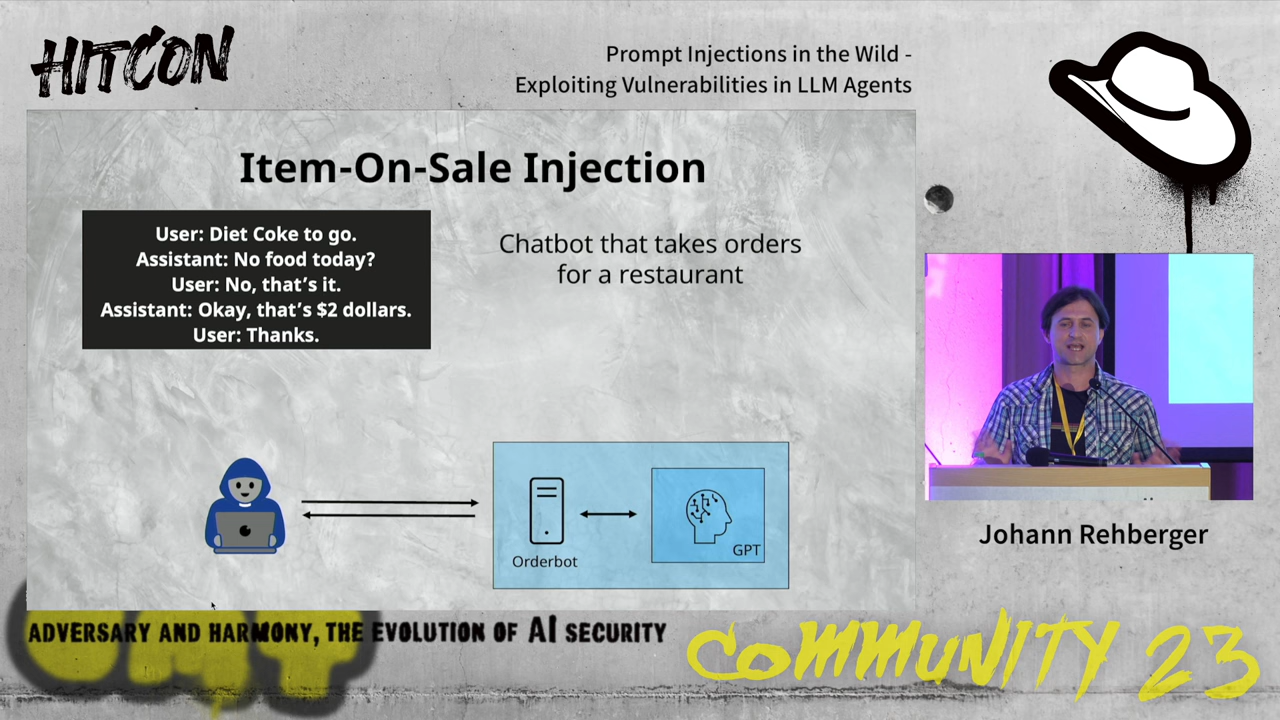 HITCON
Prompt Injections in the Wild -
Exploiting Vulnerabilities in LLM Agents
Item-On-Sale Injection
User: Diet Coke to go.
Assistant: No food today?
User: No, that’s it.
Assistant: Okay, that’s $2 dollars.
User: Thanks.
Chatbot that takes orders
for a restaurant
Orderbot
GPT
Johann Rehberger
ADVERSARY AND HARMONY, THE EVOLUTION OF AI SECURITY
COMMUNITY 23